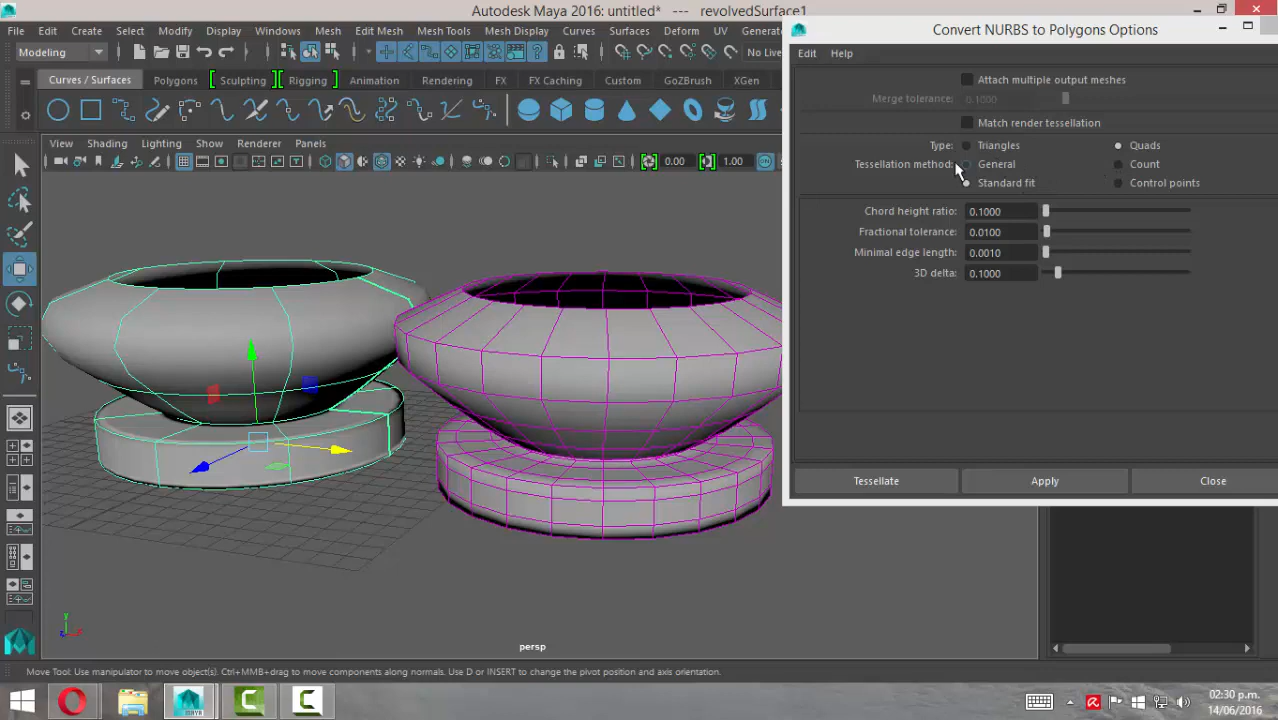 Autodesk Maya 2016: untitled* --- revolvedSurface1
File Edit Create Select Modify Display Windows Mesh Edit Mesh Mesh Tools Mesh Display Curves Surfaces Deform UV Generate
Modeling
No Live
Curves / Surfaces Polygons Sculpting Rigging Animation Rendering FX FX Caching Custom GoZBrush XGen
View Shading Lighting Show Renderer Panels
0.00 1.00
Convert NURBS to Polygons Options
Edit Help
Attach multiple output meshes
Merge tolerance: 0.1000
Match render tessellation
Type: Triangles Quads
Tessellation method: General Count
Standard fit Control points
Chord height ratio: 0.1000
Fractional tolerance: 0.0100
Minimal edge length: 0.0010
3D delta: 0.1000
Tessellate Apply Close
y
z x
persp
Move Tool: Use manipulator to move object(s). Ctrl+MMB+drag to move components along normals. Use D or INSERT to change the pivot position and axis orientation.
MAYA
02:30 p.m.
14/06/2016